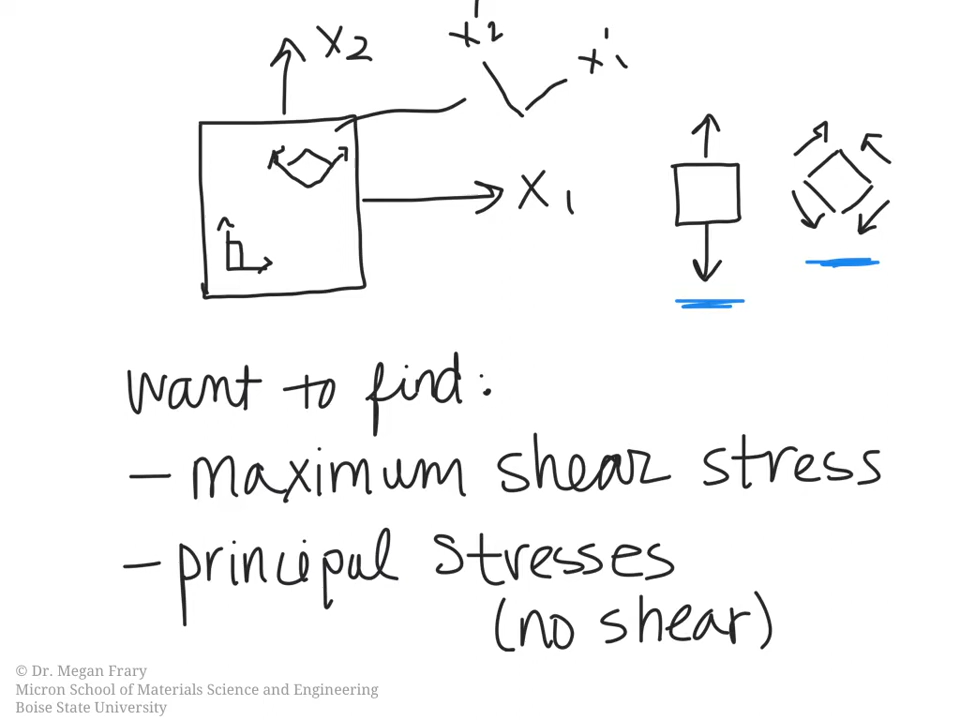 x'2
x'1
X2
X1
want to find:
- maximum shear stress
- principal stresses
(no shear)
© Dr. Megan Frary
Micron School of Materials Science and Engineering
Boise State University